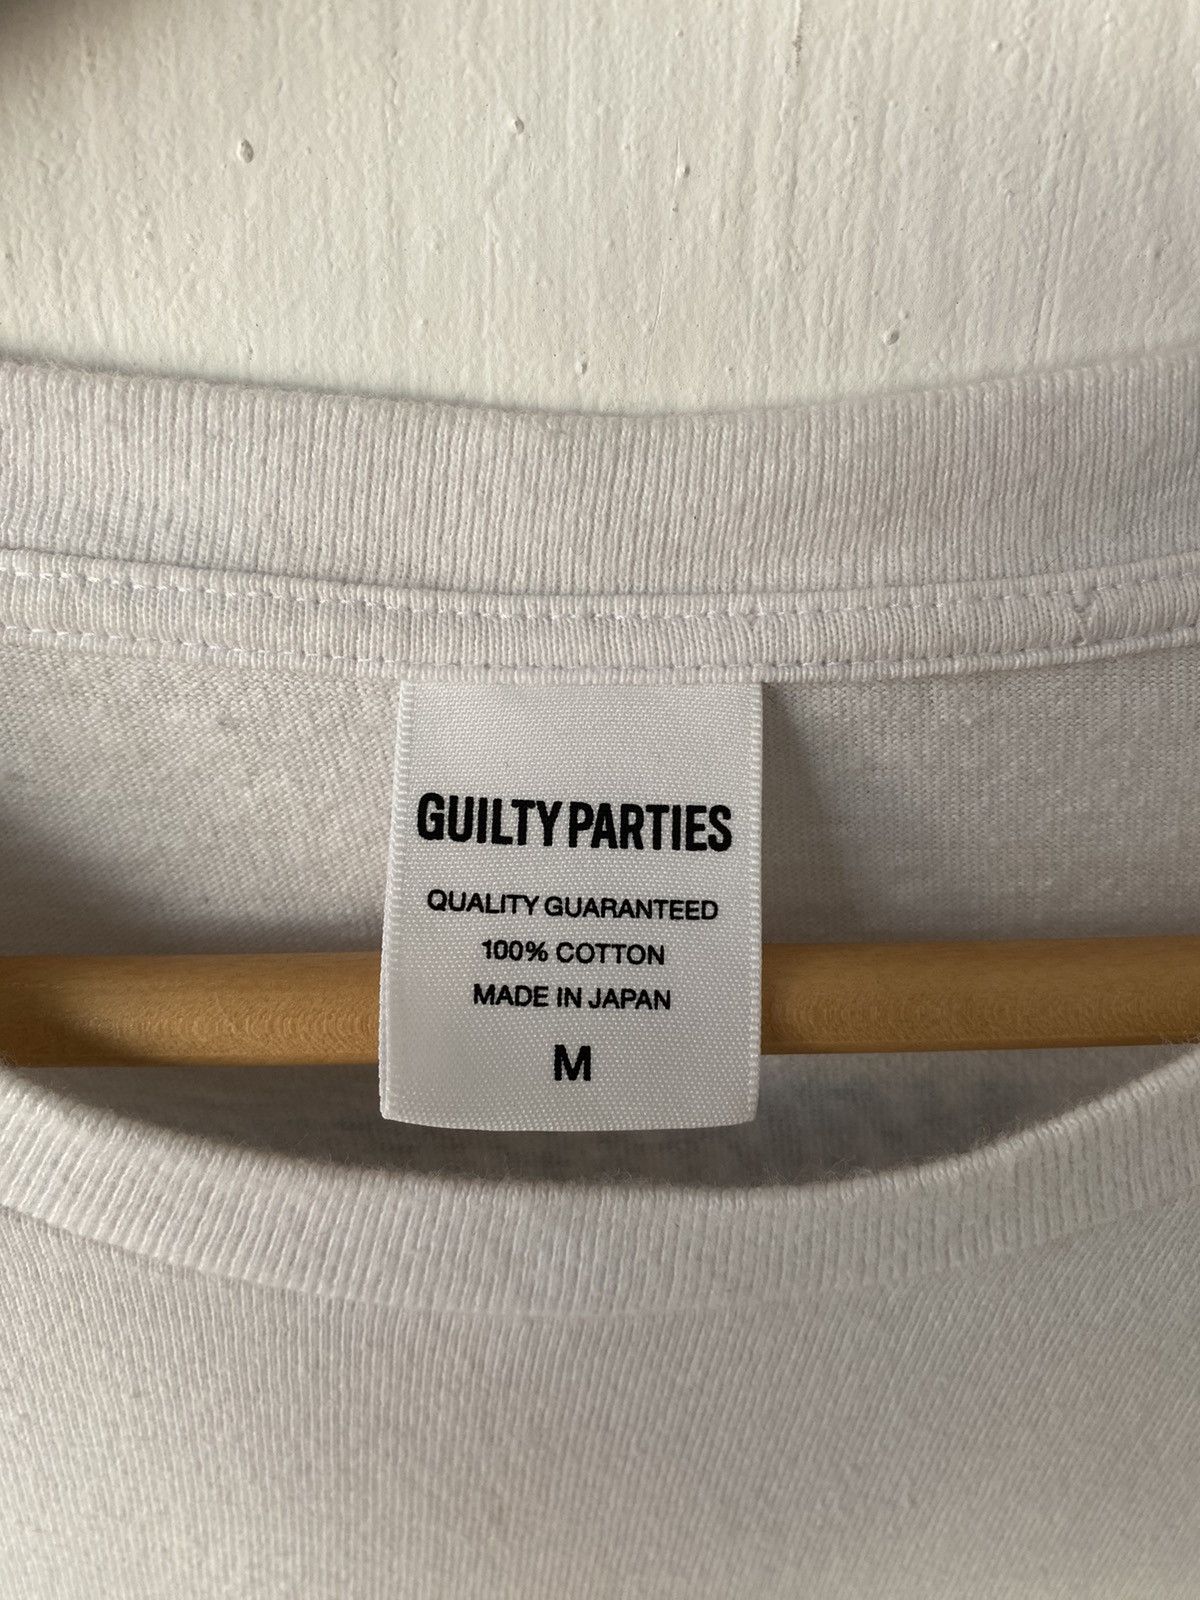 GUILTY PARTIES
QUALITY GUARANTEED
100% COTTON
MADE IN JAPAN
M